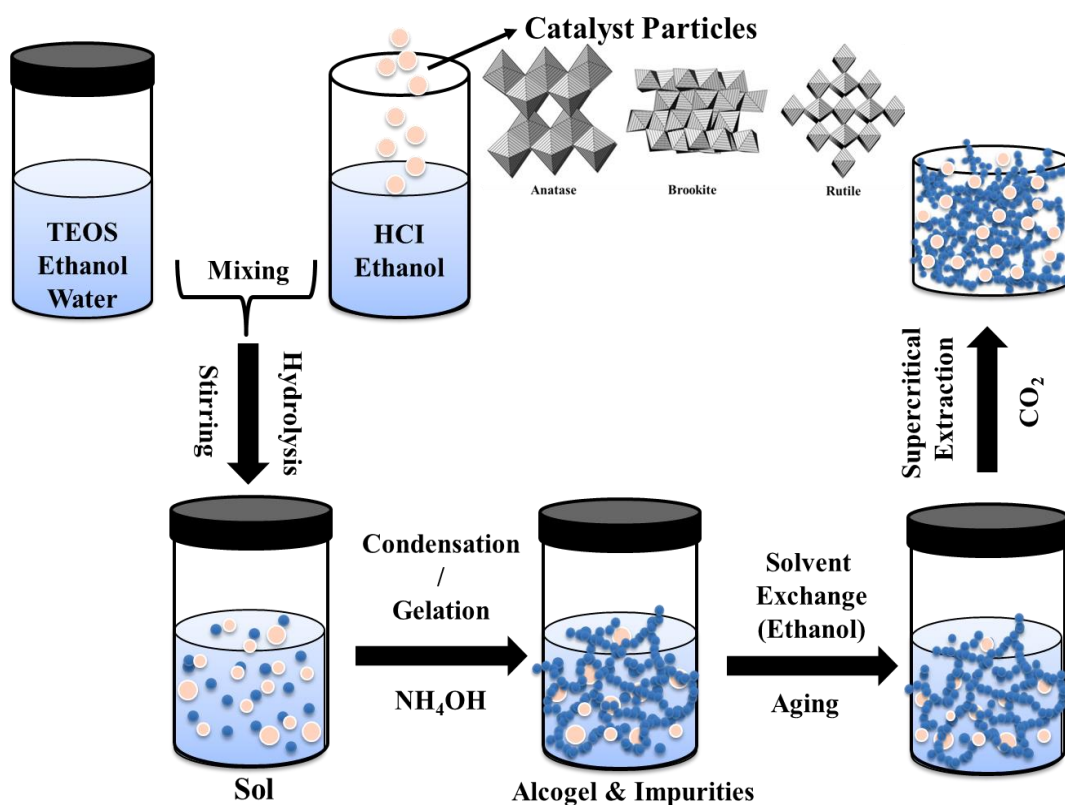 Catalyst Particles
Anatase
Brookite
Rutile
TEOS
Ethanol
Water
Mixing
HCI
Ethanol
Stirring
Hydrolysis
Sol
Condensation
/
Gelation
NH₄OH
Alcogel & Impurities
Solvent
Exchange
(Ethanol)
Aging
Supercritical
Extraction
CO₂